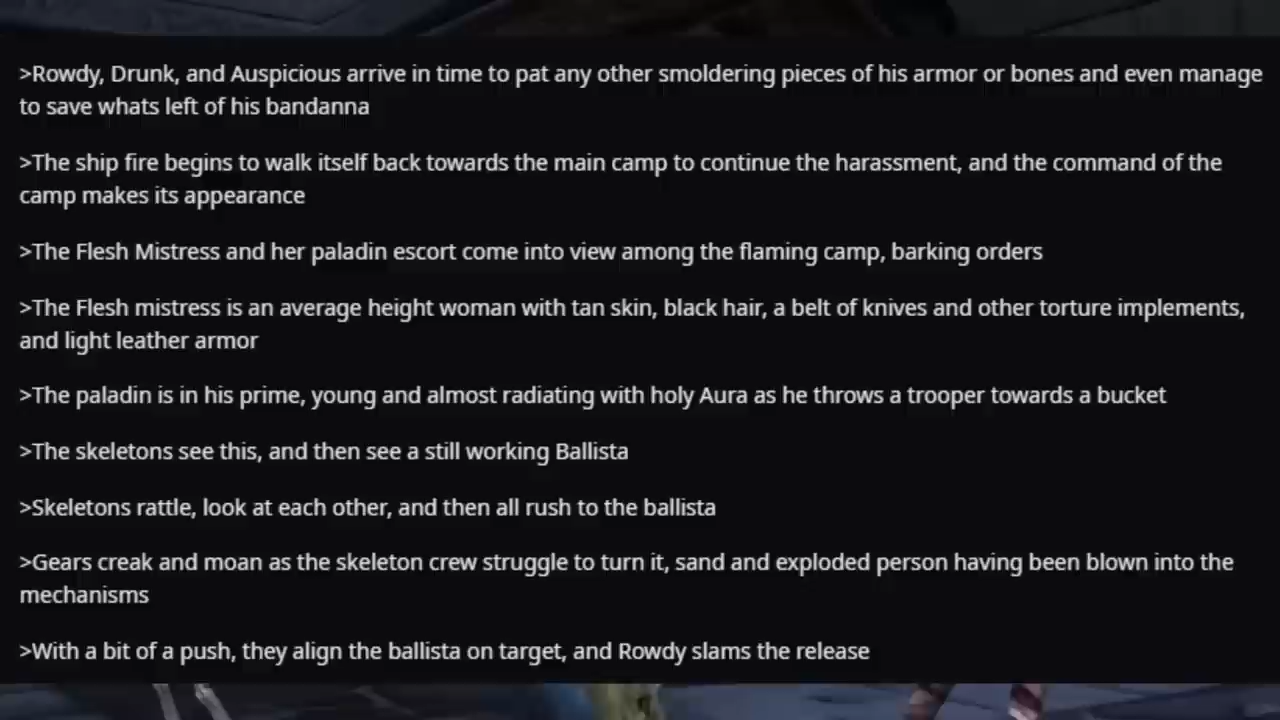 >Rowdy, Drunk, and Auspicious arrive in time to pat any other smoldering pieces of his armor or bones and even manage
to save whats left of his bandanna
>The ship fire begins to walk itself back towards the main camp to continue the harassment, and the command of the
camp makes its appearance
>The Flesh Mistress and her paladin escort come into view among the flaming camp, barking orders
>The Flesh mistress is an average height woman with tan skin, black hair, a belt of knives and other torture implements,
and light leather armor
>The paladin is in his prime, young and almost radiating with holy Aura as he throws a trooper towards a bucket
>The skeletons see this, and then see a still working Ballista
>Skeletons rattle, look at each other, and then all rush to the ballista
>Gears creak and moan as the skeleton crew struggle to turn it, sand and exploded person having been blown into the
mechanisms
>With a bit of a push, they align the ballista on target, and Rowdy slams the release